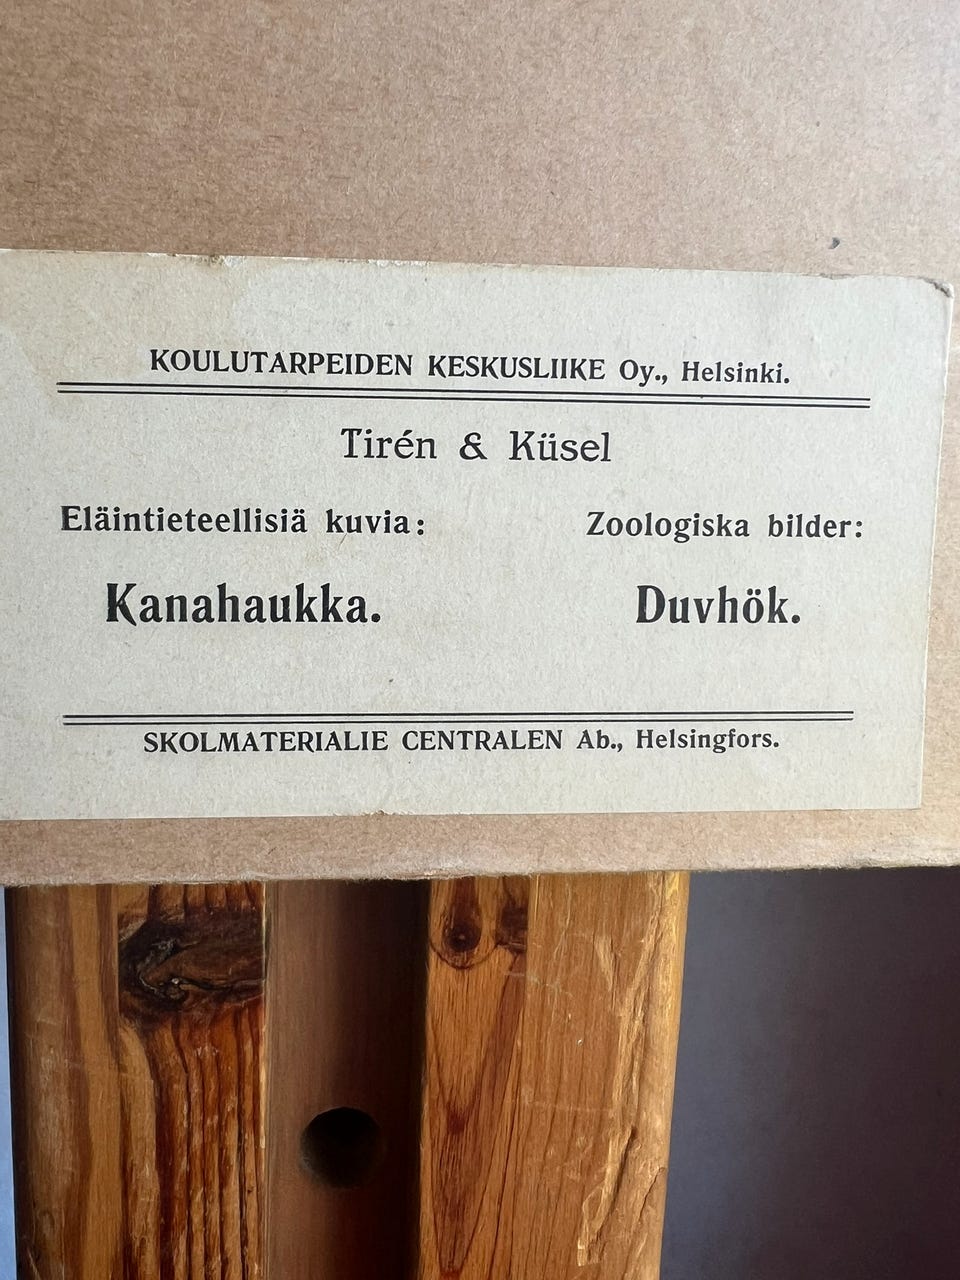 KOULUTARPEIDEN KESKUSLIIKE Oy., Helsinki.
Tirén & Küsel
Eläintieteellisiä kuvia:
Kanahaukka.
Zoologiska bilder:
Duvhök.
SKOLMATERIALIE CENTRALEN Ab., Helsingfors.